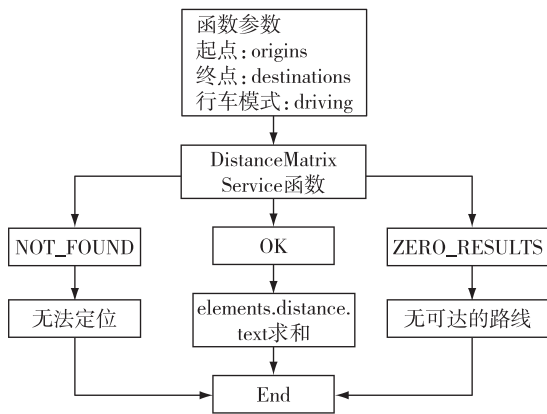 函数参数
起点:origins
终点:destinations
行车模式:driving
DistanceMatrix
Service函数
NOT_FOUND
OK
ZERO_RESULTS
无法定位
elements.distance.
text求和
无可达的路线
End